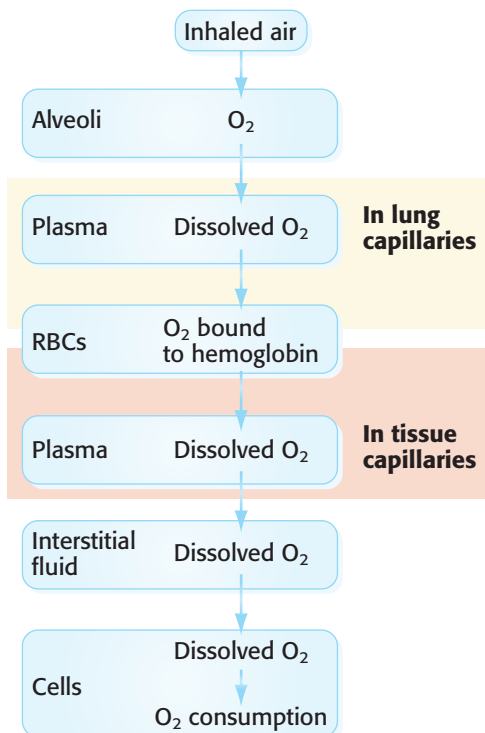 Inhaled air
Alveoli O₂
Plasma Dissolved O₂
In lung
capillaries
RBCs
O₂ bound
to hemoglobin
Plasma Dissolved O₂
In tissue
capillaries
Interstitial
fluid
Dissolved O₂
Dissolved O₂
Cells
O₂ consumption